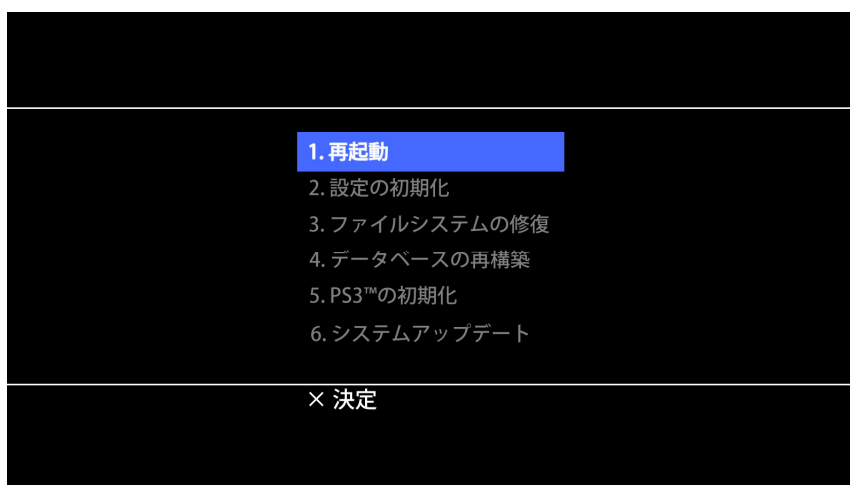 1. 再起動
2. 設定の初期化
3. ファイルシステムの修復
4. データベースの再構築
5. PS3™の初期化
6. システムアップデート
× 決定